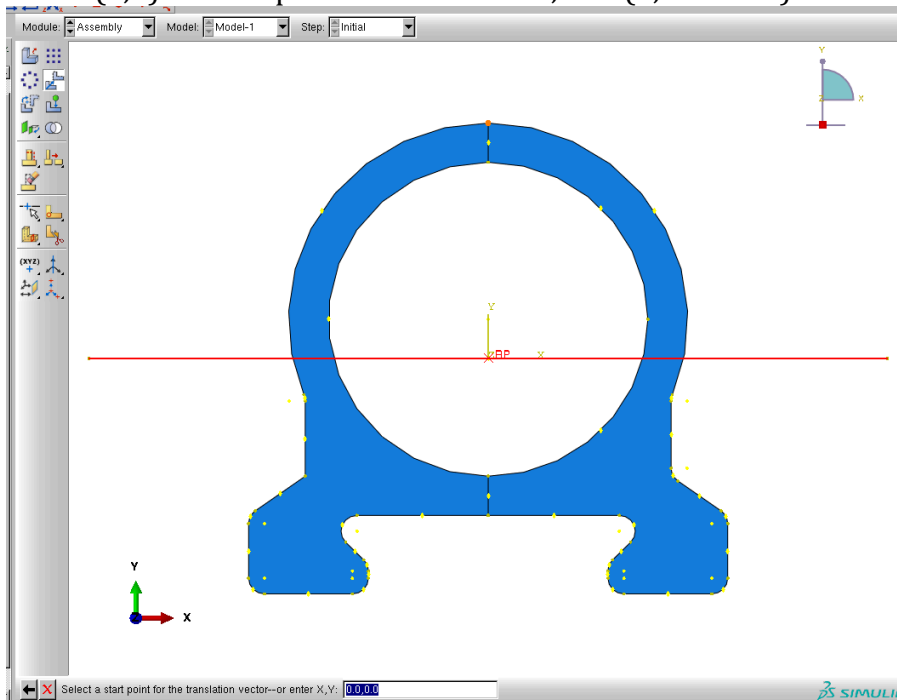 Module: Assembly Model: Model-1 Step: Initial
Y
Z X
(XYZ)
Y
RP X
Y
X
Select a start point for the translation vector--or enter X,Y: 0.0,0.0
SIMULIA